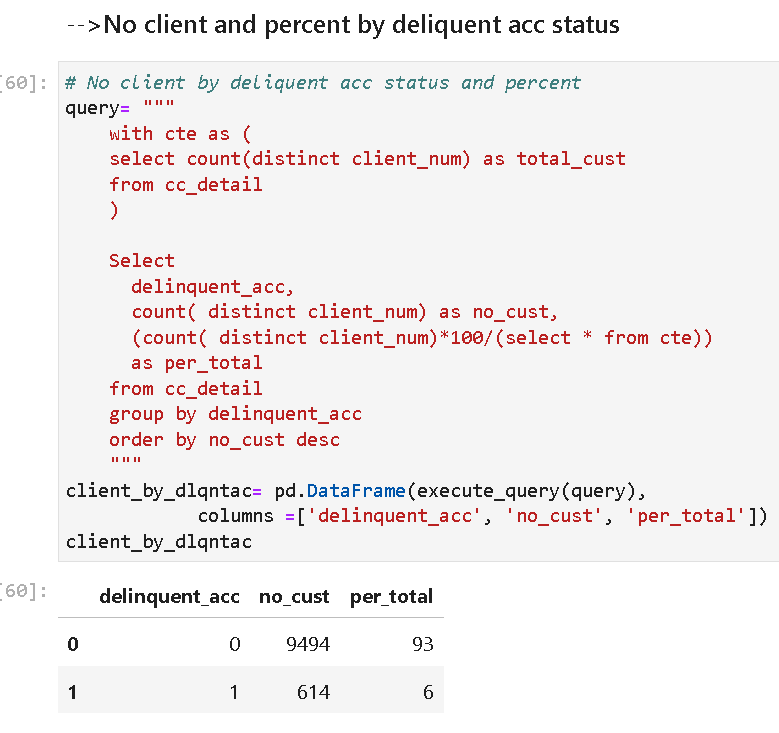 -->No client and percent by deliquent acc status
[60]: # No client by deliquent acc status and percent
query= """
with cte as (
select count(distinct client_num) as total_cust
from cc_detail
)
Select
delinquent_acc,
count( distinct client_num) as no_cust,
(count( distinct client_num)*100/(select * from cte))
as per_total
from cc_detail
group by delinquent_acc
order by no_cust desc
"""
client_by_dlqntac= pd.DataFrame(execute_query(query),
columns =['delinquent_acc', 'no_cust', 'per_total'])
client_by_dlqntac
[60]: delinquent_acc no_cust per_total
0 0 9494 93
1 1 614 6